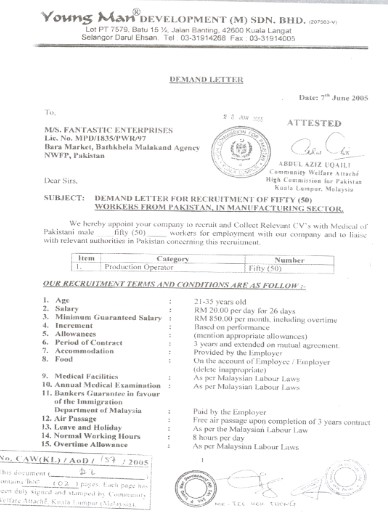 Young Man® DEVELOPMENT (M) SDN. BHD. (207083-V)
Lot PT 7579, Batu 15 ½, Jalan Banting, 42600 Kuala Langat
Selangor Darul Ehsan. Tel : 03-31914268 Fax: 03-31914005
DEMAND LETTER
Date: 7th June 2005
To,
M/S. FANTASTIC ENTERPRISES
Lic. No. MPD/1835/PWR/97
Bara Market, Bathkhela Malakand Agency
NWFP, Pakistan
ATTESTED
ABDUL AZIZ UQAILI
Community Welfare Attaché
High Commission for Pakistan
Kuala Lumpur, Malaysia
Dear Sirs,
SUBJECT: DEMAND LETTER FOR RECRUITMENT OF FIFTY (50)
WORKERS FROM PAKISTAN, IN MANUFACTURING SECTOR.
We hereby appoint your company to recruit and Collect Relevant CV's with Medical of
Pakistani male fifty (50) workers for employment with our company and to liaise
with relevant authorities in Pakistan concerning this recruitment.
Item Category Number
1. Production Operator Fifty (50)
OUR RECRUITMENT TERMS AND CONDITIONS ARE AS FOLLOW :-
1. Age : 21-35 years old
2. Salary : RM 20.00 per day for 26 days
3. Minimum Guaranteed Salary : RM 850.00 per month, including overtime
4. Increment : Based on performance
5. Allowances : (mention appropriate allowances)
6. Period of Contract : 3 years and extended on mutual agreement.
7. Accommodation : Provided by the Employer
8. Food : On the account of Employee / Employer
(delete inappropriate)
9. Medical Facilities : As per Malaysian Labour Laws
10. Annual Medical Examination : As per Malaysian Labour Laws
11. Bankers Guarantee in favour
of the Immigration
Department of Malaysia : Paid by the Employer
12. Air Passage : Free air passage upon completion of 3 years contract
13. Leave and Holiday : As per the Malaysian Labour Law
14. Normal Working Hours : 8 hours per day
15. Overtime Allowance : As per Malaysian Labour Laws.
No. CAW(KL) / AoD / 157 / 2005
This document ( DL )
contains 102 pages. Each page has
been duly signed and stamped by Community
Welfare Attaché, Kuala Lumpur (Malaysia).